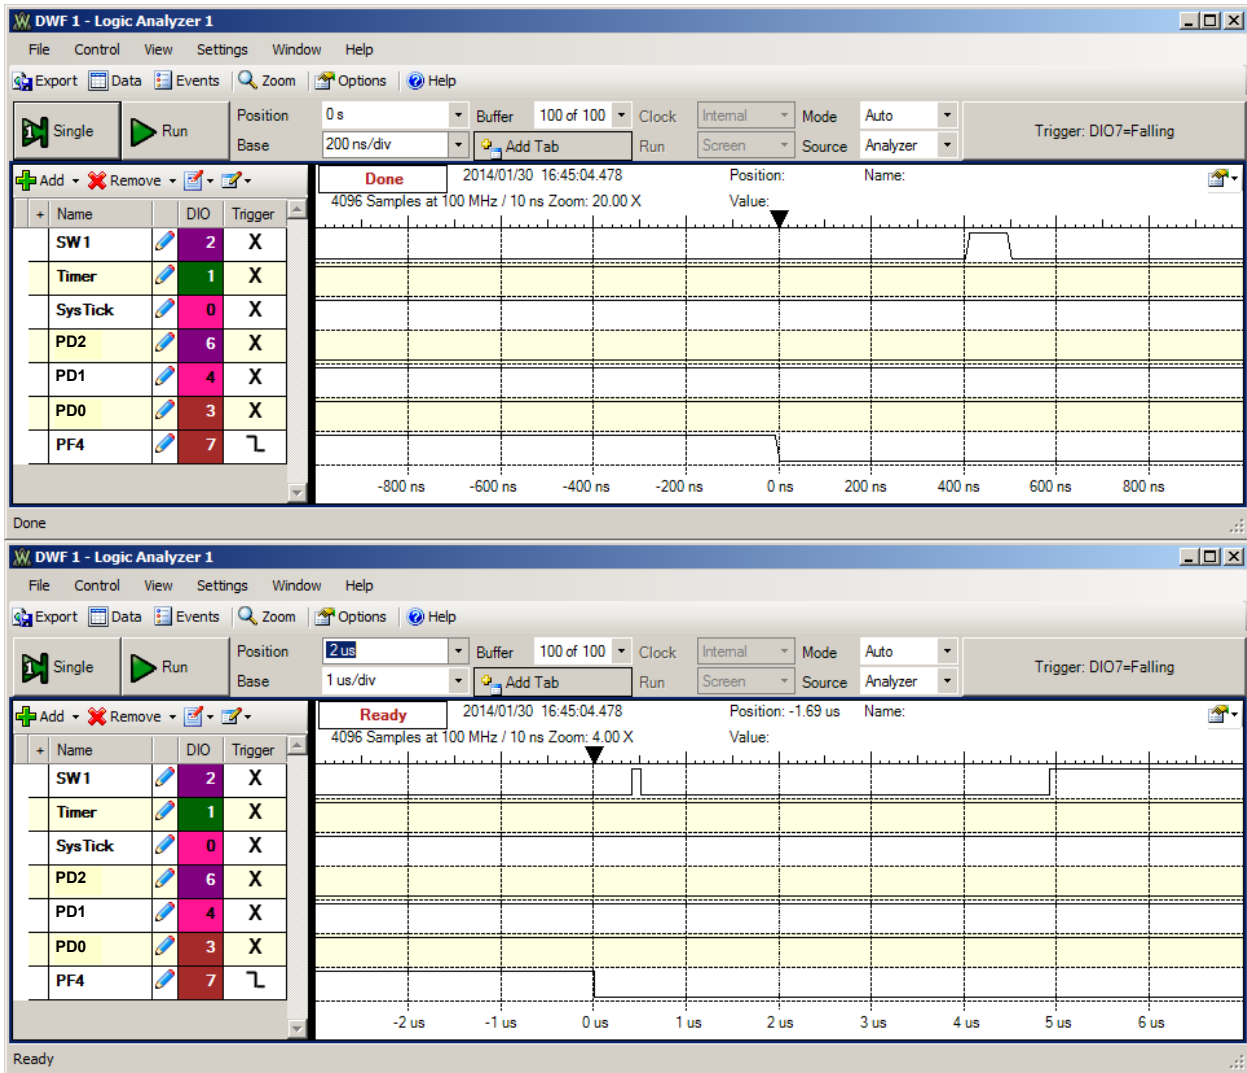 DWF 1 - Logic Analyzer 1
File Control View Settings Window Help
Export Data Events Zoom Options Help
Single Run Position 0 s Buffer 100 of 100 Clock Internal Mode Auto Trigger: DIO7=Falling
Base 200 ns/div Add Tab Run Screen Source Analyzer
Add Remove Done 2014/01/30 16:45:04.478 Position: Name:
4096 Samples at 100 MHz / 10 ns Zoom: 20.00 X Value:
+ Name DIO Trigger
SW1 2 X
Timer 1 X
SysTick 0 X
PD2 6 X
PD1 4 X
PD0 3 X
PF4 7
-800 ns -600 ns -400 ns -200 ns 0 ns 200 ns 400 ns 600 ns 800 ns
Done
DWF 1 - Logic Analyzer 1
File Control View Settings Window Help
Export Data Events Zoom Options Help
Single Run Position 2 us Buffer 100 of 100 Clock Internal Mode Auto Trigger: DIO7=Falling
Base 1 us/div Add Tab Run Screen Source Analyzer
Add Remove Ready 2014/01/30 16:45:04.478 Position: -1.69 us Name:
4096 Samples at 100 MHz / 10 ns Zoom: 4.00 X Value:
+ Name DIO Trigger
SW1 2 X
Timer 1 X
SysTick 0 X
PD2 6 X
PD1 4 X
PD0 3 X
PF4 7
-2 us -1 us 0 us 1 us 2 us 3 us 4 us 5 us 6 us
Ready